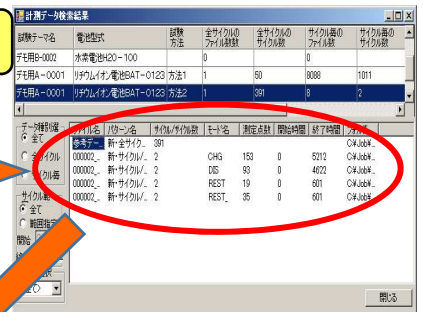 計測データ検索結果
試験テーマ名 電池型式 試験方法 全サイクルのファイル数数 全サイクルのサイクル数 サイクル毎のファイル数 サイクル毎のサイクル数
デモ用B-0002 水素電池H20-100 0 0
デモ用A-0001 リチウムイオン電池BAT-0123 方法1 1 50 8088 1011
デモ用A-0001 リチウムイオン電池BAT-0123 方法2 1 391 8 2
データ種別選
全て
全サイクル
サイクル毎
サイクル範
全て
範囲指定
開始
ファイル名 パターン名 サイクル/サイクル数 モード名 測定点数 開始時間 終了時間
参考デー... 新・全サイク... 391 C¥Job¥...
000002_... 新・サイクル/... 2 CHG 153 0 5212 C¥Job¥...
000002_... 新・サイクル/... 2 DIS 93 0 4622 C¥Job¥...
000002_... 新・サイクル/... 2 REST 19 0 601 C¥Job¥...
000002_... 新・サイクル/... 2 REST_ 35 0 601 C¥Job¥...
閉じる